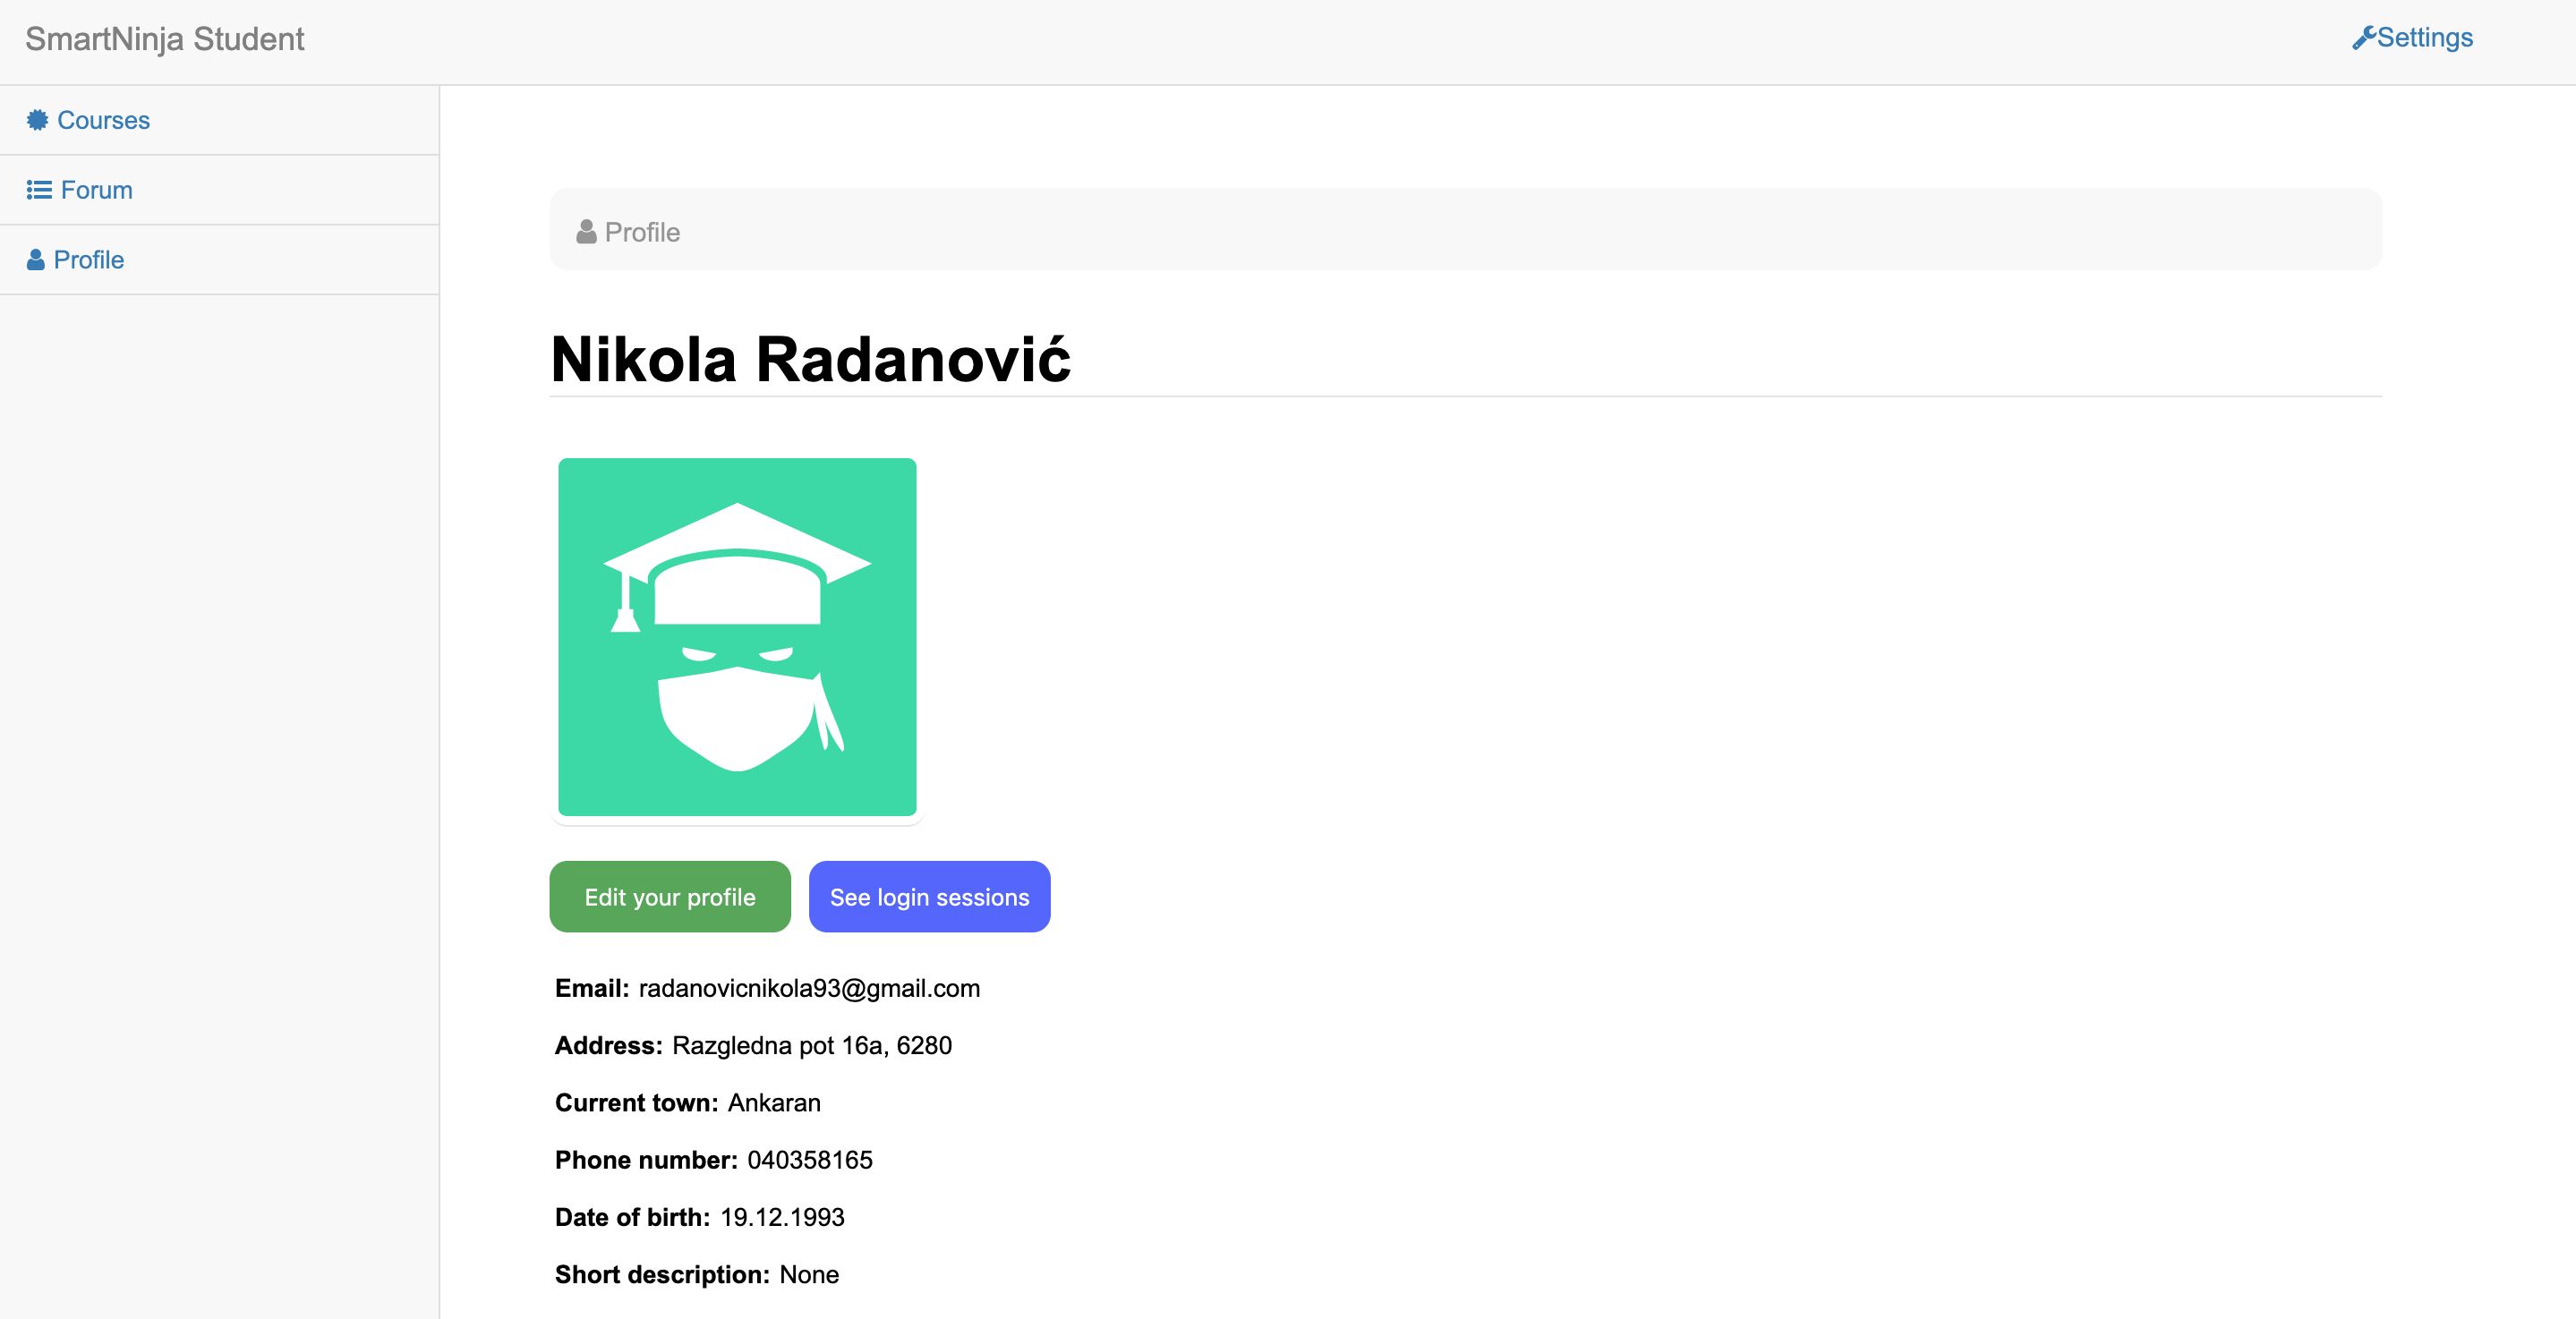 SmartNinja Student
Settings
Courses
Forum
Profile
Profile
Nikola Radanović
Edit your profile
See login sessions
Email: radanovicnikola93@gmail.com
Address: Razgledna pot 16a, 6280
Current town: Ankaran
Phone number: 040358165
Date of birth: 19.12.1993
Short description: None